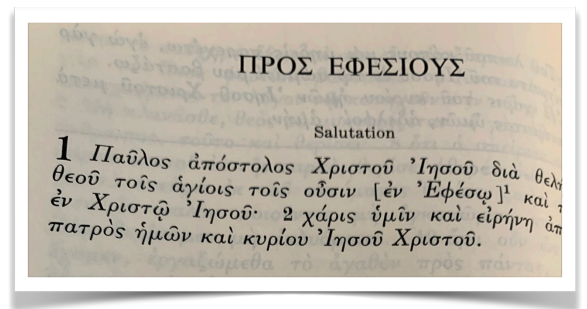 ΠΡΟΣ ΕΦΕΣΙΟΥΣ
Salutation
1 Παῦλος ἀπόστολος Χριστοῦ Ἰησοῦ διὰ
θεοῦ τοῖς ἁγίοις τοῖς οὖσιν [ἐν Ἐφέσῳ]¹ καὶ
ἐν Χριστῷ Ἰησοῦ· 2 χάρις ὑμῖν καὶ εἰρήνη
πατρὸς ἡμῶν καὶ κυρίου Ἰησοῦ Χριστοῦ.